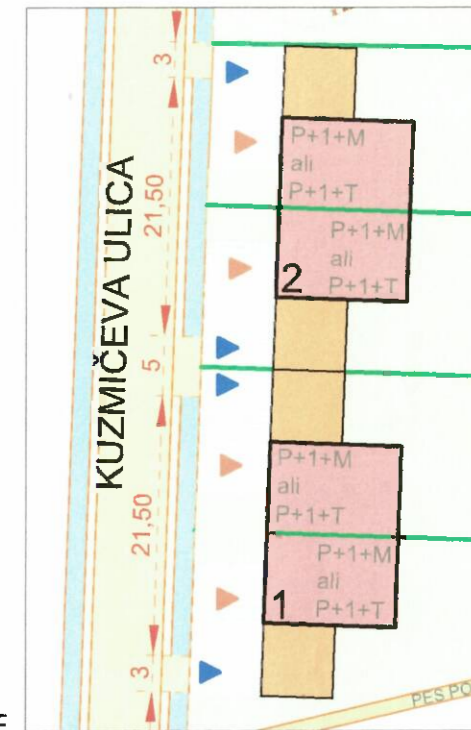 KUZMIČEVA ULICA
3
21,50
5
21,50
3
P+1+M
ali
P+1+T
P+1+M
ali
P+1+T
2
P+1+M
ali
P+1+T
P+1+M
ali
P+1+T
1
PES PO